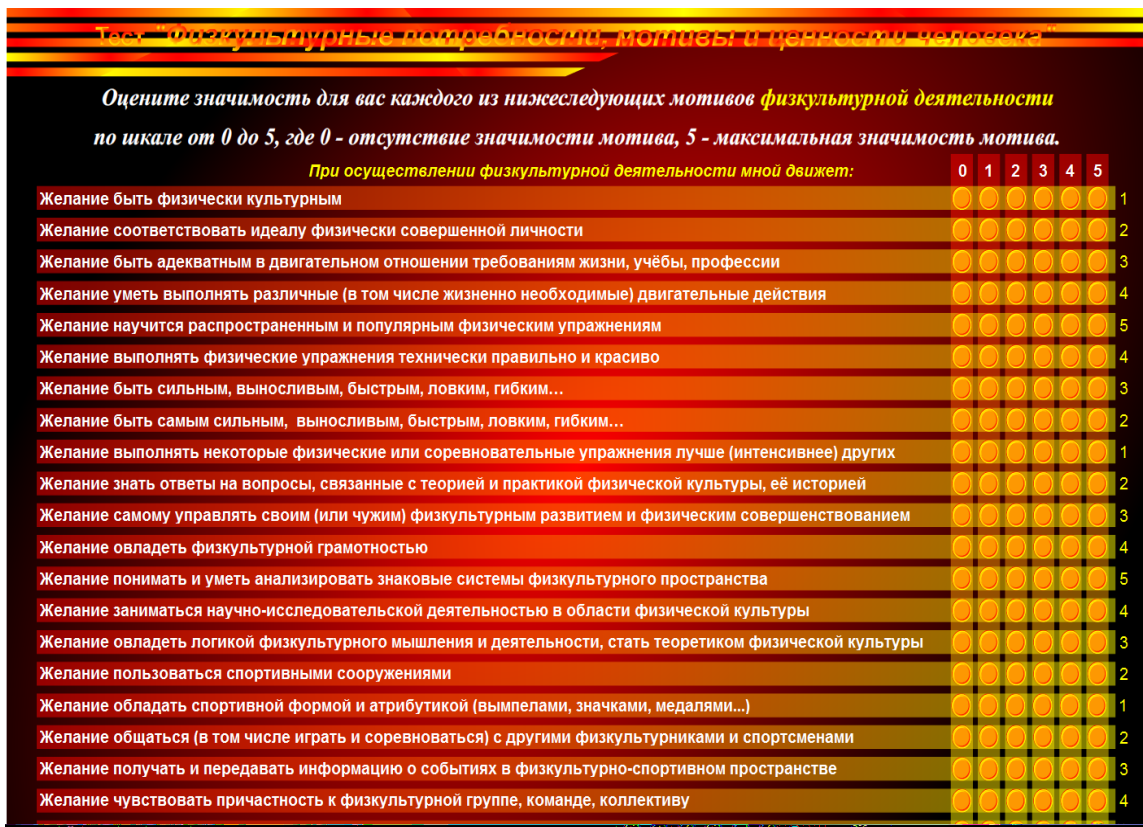 Тест "Физкультурные потребности, мотивы и ценности человека"
Оцените значимость для вас каждого из нижеследующих мотивов физкультурной деятельности
по шкале от 0 до 5, где 0 - отсутствие значимости мотива, 5 - максимальная значимость мотива.
При осуществлении физкультурной деятельности мной движет: 0 1 2 3 4 5
Желание быть физически культурным 1
Желание соответствовать идеалу физически совершенной личности 2
Желание быть адекватным в двигательном отношении требованиям жизни, учёбы, профессии 3
Желание уметь выполнять различные (в том числе жизненно необходимые) двигательные действия 4
Желание научится распространенным и популярным физическим упражнениям 5
Желание выполнять физические упражнения технически правильно и красиво 4
Желание быть сильным, выносливым, быстрым, ловким, гибким... 3
Желание быть самым сильным, выносливым, быстрым, ловким, гибким... 2
Желание выполнять некоторые физические или соревновательные упражнения лучше (интенсивнее) других 1
Желание знать ответы на вопросы, связанные с теорией и практикой физической культуры, её историей 2
Желание самому управлять своим (или чужим) физкультурным развитием и физическим совершенствованием 3
Желание овладеть физкультурной грамотностью 4
Желание понимать и уметь анализировать знаковые системы физкультурного пространства 5
Желание заниматься научно-исследовательской деятельностью в области физической культуры 4
Желание овладеть логикой физкультурного мышления и деятельности, стать теоретиком физической культуры 3
Желание пользоваться спортивными сооружениями 2
Желание обладать спортивной формой и атрибутикой (вымпелами, значками, медалями...) 1
Желание общаться (в том числе играть и соревноваться) с другими физкультурниками и спортсменами 2
Желание получать и передавать информацию о событиях в физкультурно-спортивном пространстве 3
Желание чувствовать причастность к физкультурной группе, команде, коллективу 4